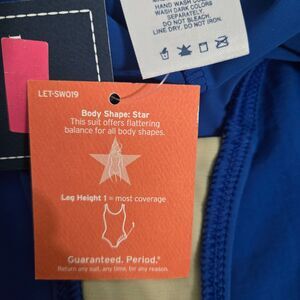 HAND WASH COLD
WASH DARK COLORS
SEPARATELY.
DO NOT BLEACH.
LINE DRY, DO NOT IRON.
LET-SW019
Body Shape: Star
This suit offers flattering
balance for all body shapes.
Leg Height 1 = most coverage
Guaranteed. Period.®
Return any suit, any time, for any reason.